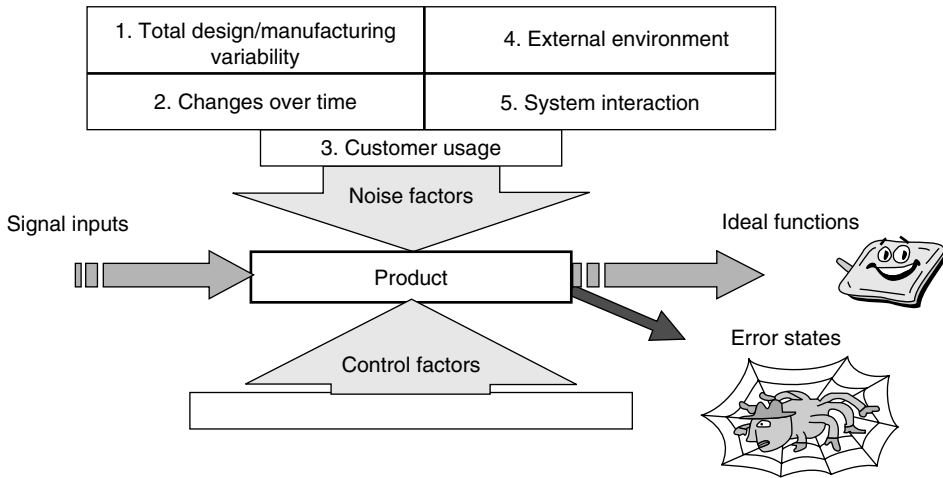 1. Total design/manufacturing
variability
4. External environment
2. Changes over time
5. System interaction
3. Customer usage
Noise factors
Signal inputs
Ideal functions
Product
Error states
Control factors